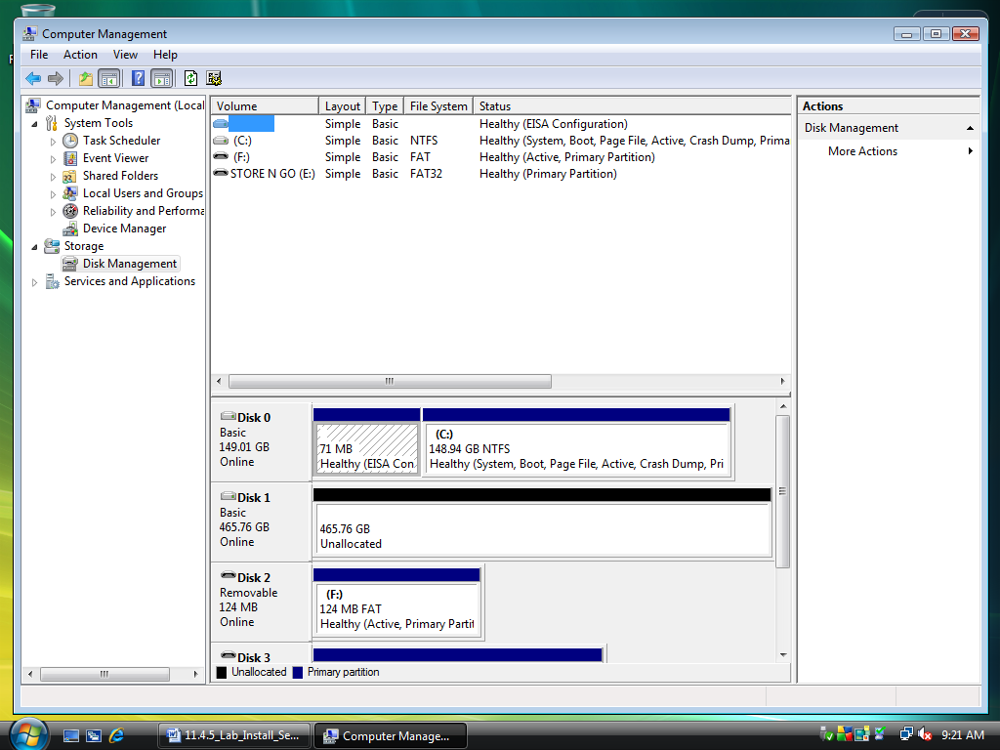 Computer Management
File Action View Help
Computer Management (Local
System Tools
Task Scheduler
Event Viewer
Shared Folders
Local Users and Groups
Reliability and Performa
Device Manager
Storage
Disk Management
Services and Applications
Volume Layout Type File System Status
Simple Basic Healthy (EISA Configuration)
(C:) Simple Basic NTFS Healthy (System, Boot, Page File, Active, Crash Dump, Prima
(F:) Simple Basic FAT Healthy (Active, Primary Partition)
STORE N GO (E:) Simple Basic FAT32 Healthy (Primary Partition)
Disk 0
Basic
149.01 GB
Online
71 MB
Healthy (EISA Con
(C:)
148.94 GB NTFS
Healthy (System, Boot, Page File, Active, Crash Dump, Pri
Disk 1
Basic
465.76 GB
Online
465.76 GB
Unallocated
Disk 2
Removable
124 MB
Online
(F:)
124 MB FAT
Healthy (Active, Primary Partit
Disk 3
Unallocated Primary partition
Actions
Disk Management
More Actions
11.4.5_Lab_Install_Se... Computer Manage... 9:21 AM